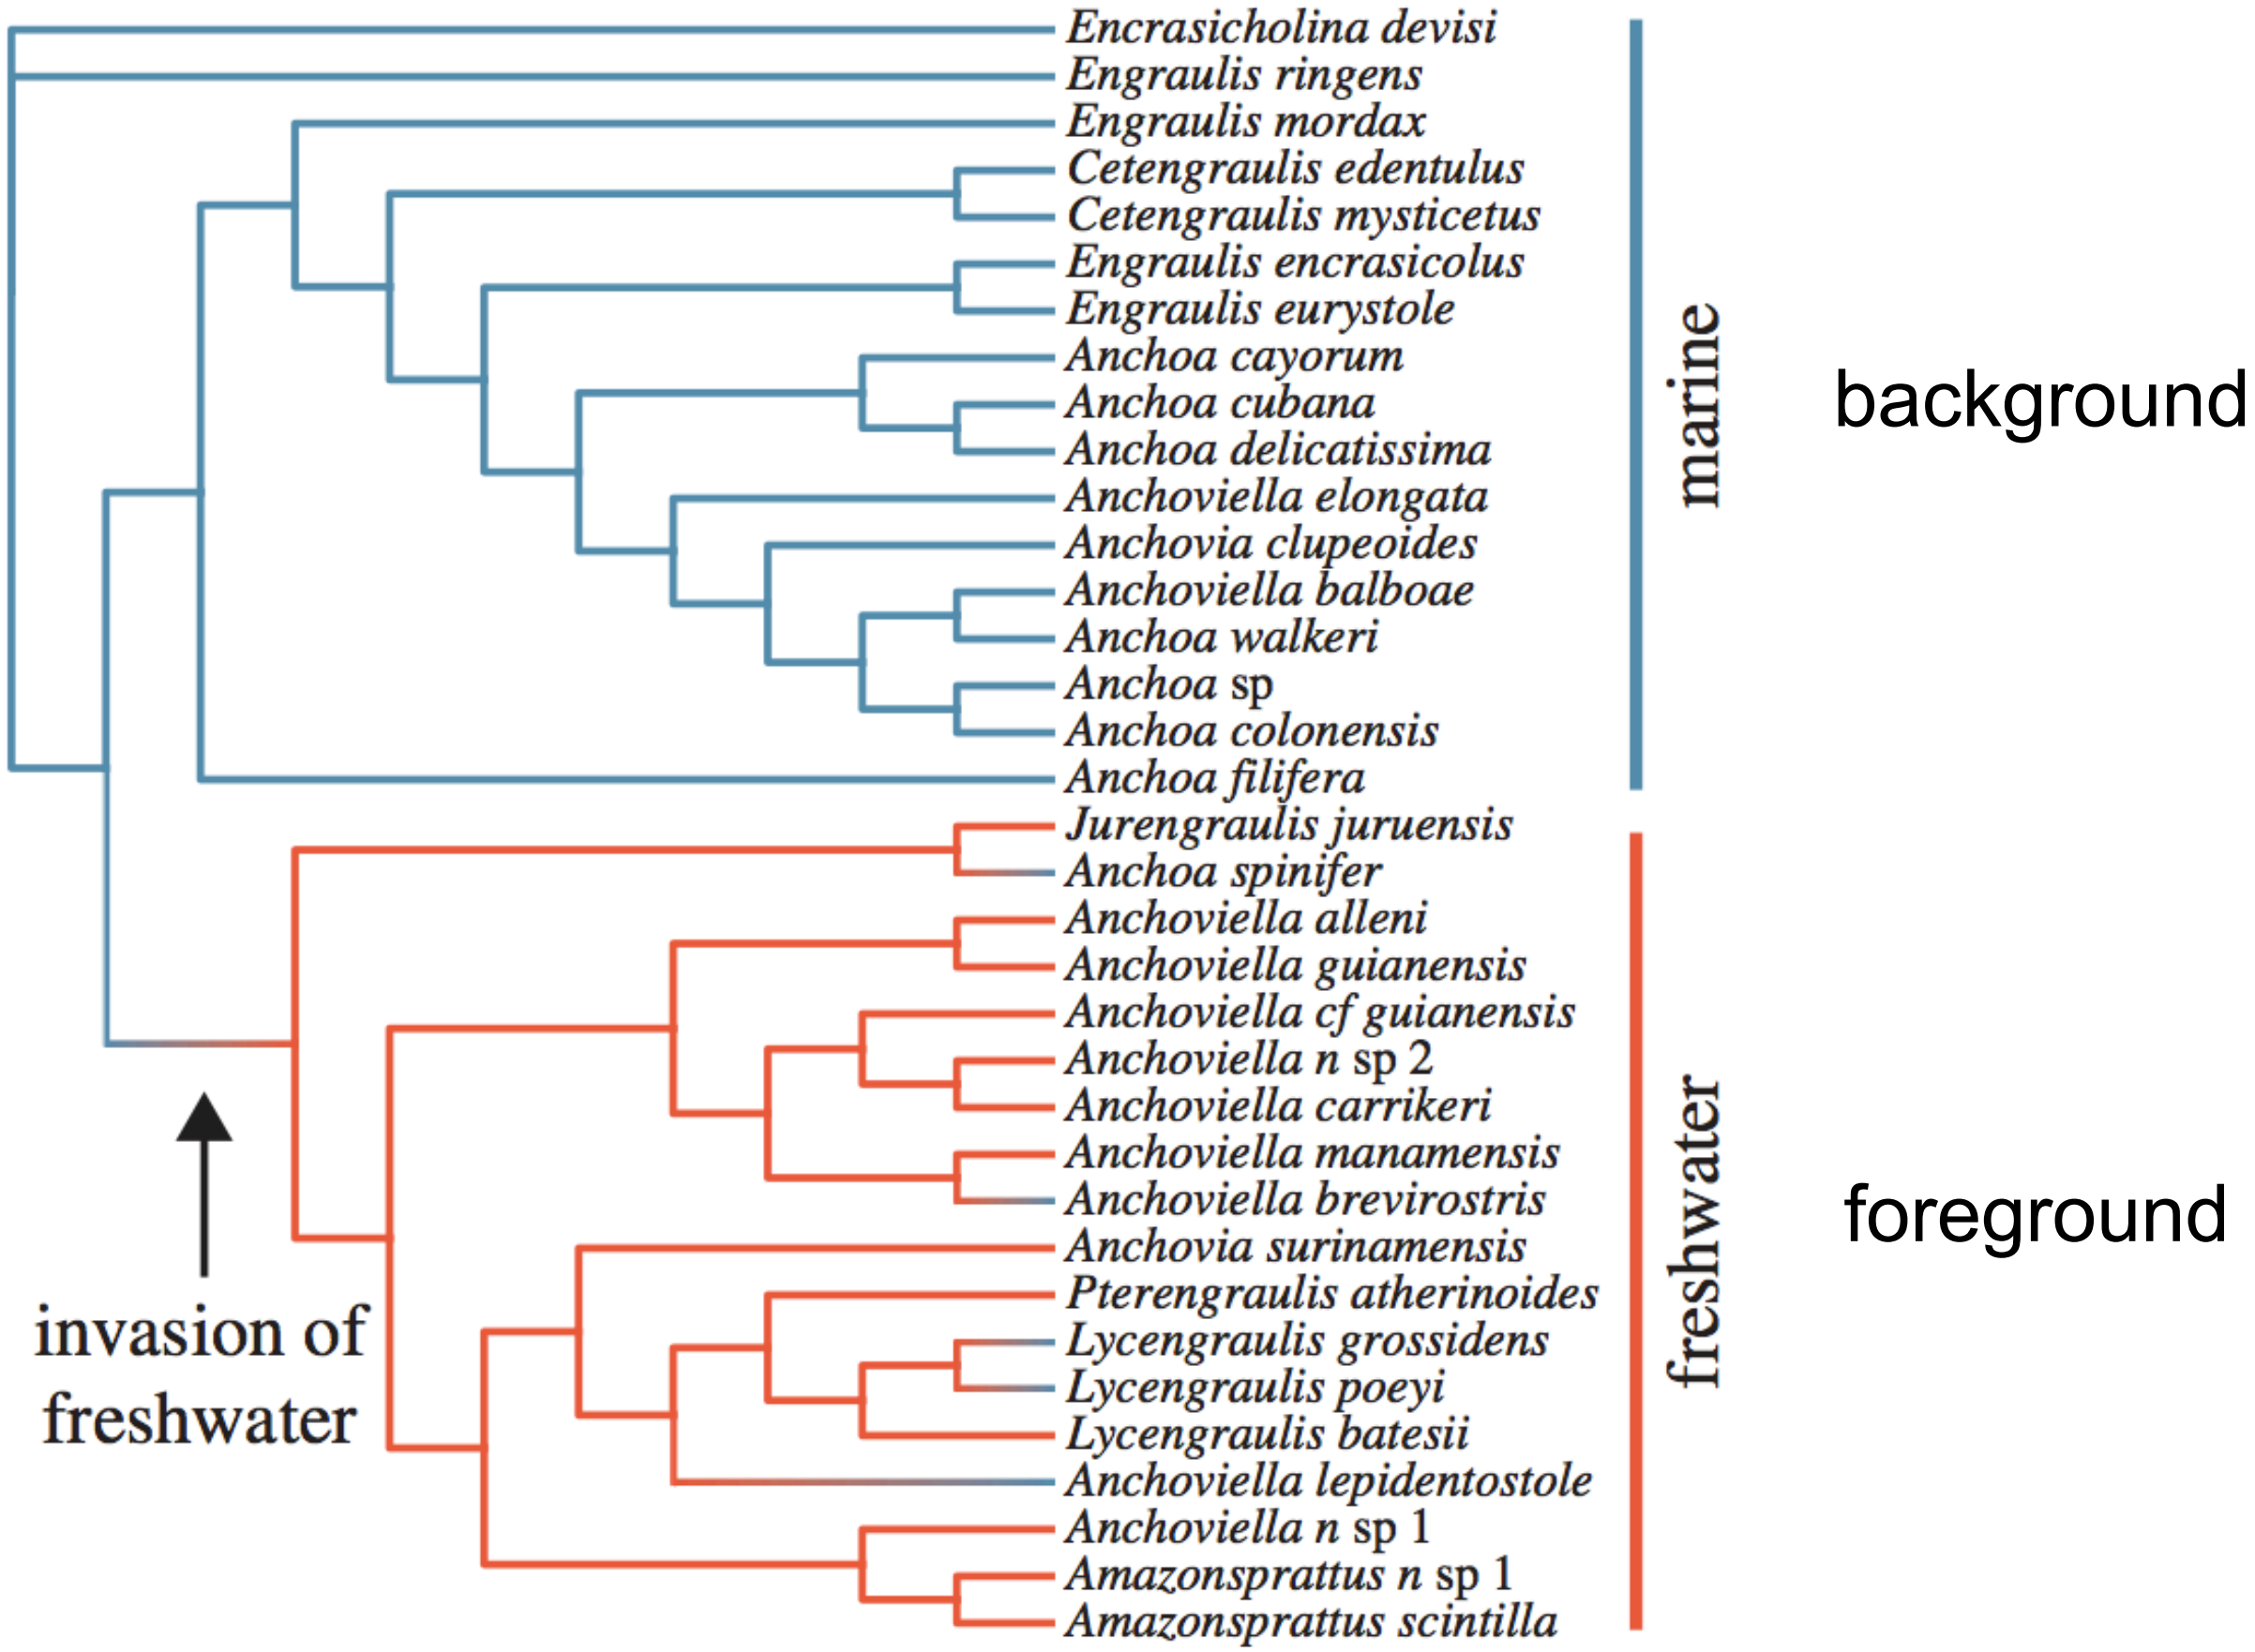 Encrasicholina devisi
Engraulis ringens
Engraulis mordax
Cetengraulis edentulus
Cetengraulis mysticetus
Engraulis encrasicolus
Engraulis eurystole
Anchoa cayorum
Anchoa cubana
Anchoa delicatissima
Anchoviella elongata
Anchovia clupeoides
Anchoviella balboae
Anchoa walkeri
Anchoa sp
Anchoa colonensis
Anchoa filifera
marine
background
Jurengraulis juruensis
Anchoa spinifer
Anchoviella alleni
Anchoviella guianensis
Anchoviella cf guianensis
Anchoviella n sp 2
Anchoviella carrikeri
Anchoviella manamensis
Anchoviella brevirostris
Anchovia surinamensis
Pterengraulis atherinoides
Lycengraulis grossidens
Lycengraulis poeyi
Lycengraulis batesii
Anchoviella lepidentostole
Anchoviella n sp 1
Amazonsprattus n sp 1
Amazonsprattus scintilla
freshwater
foreground
invasion of
freshwater